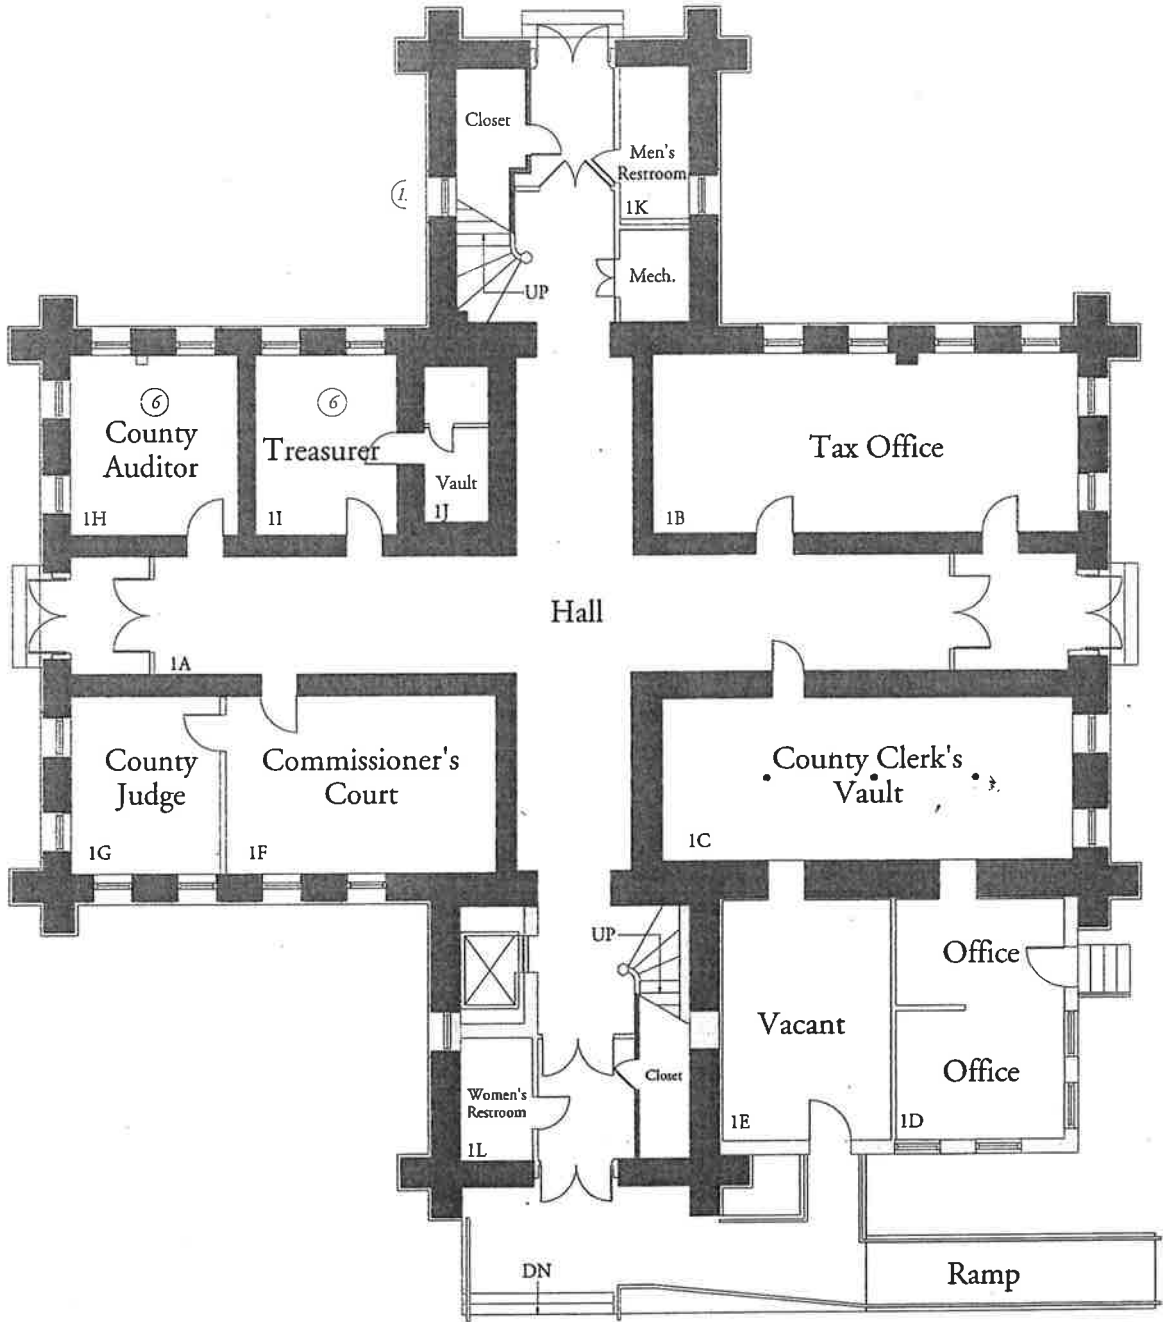 Closet
Men's
Restroom
1K
1.
Mech.
UP
6
County
Auditor
1H
6
Treasurer
1I
Vault
1J
Tax Office
1B
Hall
1A
County
Judge
1G
Commissioner's
Court
1F
County Clerk's
Vault
1C
UP
Office
Vacant
Office
Closet
Women's
Restroom
1L
1E
1D
DN
Ramp